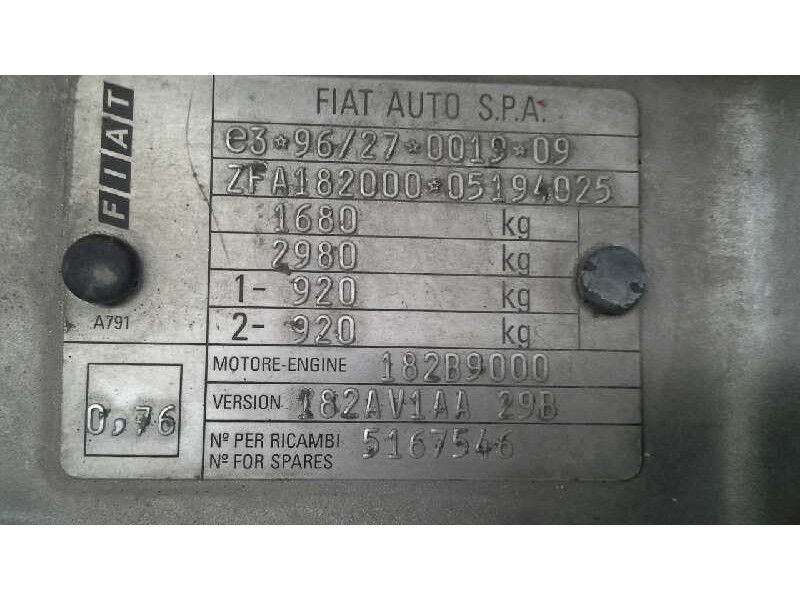 FIAT
FIAT AUTO S.P.A.
e3*96/27*0019*09
ZFA182000*05194025
1680 kg
2980 kg
1- 920 kg
2- 920 kg
A791
MOTORE-ENGINE 182B9000
VERSION 182AV1AA 29B
0,76
Nº PER RICAMBI 5167546
Nº FOR SPARES